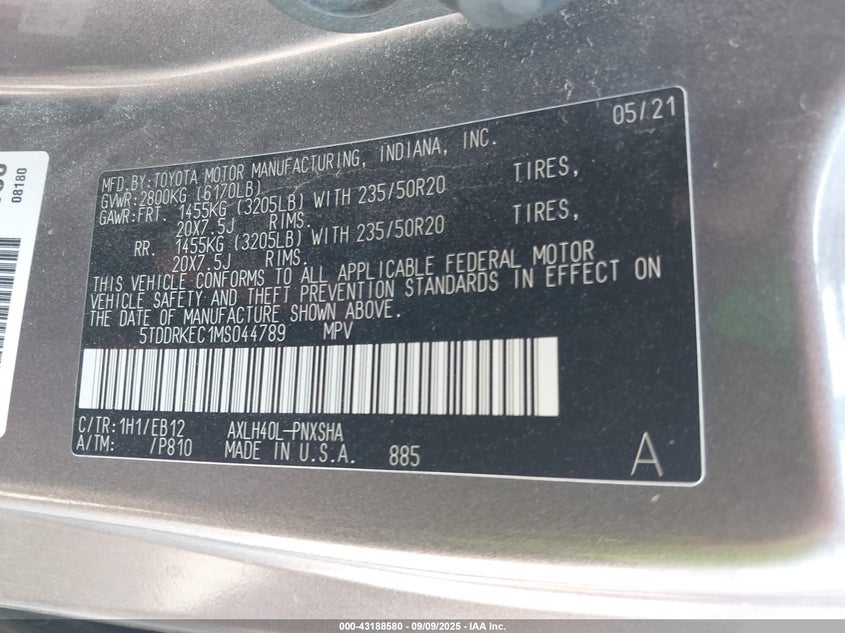 05/21
MFD.BY:TOYOTA MOTOR MANUFACTURING, INDIANA, INC.
GVWR:2800KG (6170LB)
GAWR:FRT. 1455KG (3205LB) WITH 235/50R20 TIRES,
20X7.5J RIMS.
RR. 1455KG (3205LB) WITH 235/50R20 TIRES,
20X7.5J RIMS.
THIS VEHICLE CONFORMS TO ALL APPLICABLE FEDERAL MOTOR
VEHICLE SAFETY AND THEFT PREVENTION STANDARDS IN EFFECT ON
THE DATE OF MANUFACTURE SHOWN ABOVE.
5TDDRKEC1MS044789 MPV
C/TR:1H1/EB12 AXLH40L-PNXSHA
A/TM: /P810 MADE IN U.S.A. 885
A
08180
000-43188580 - 09/09/2025 - IAA Inc.